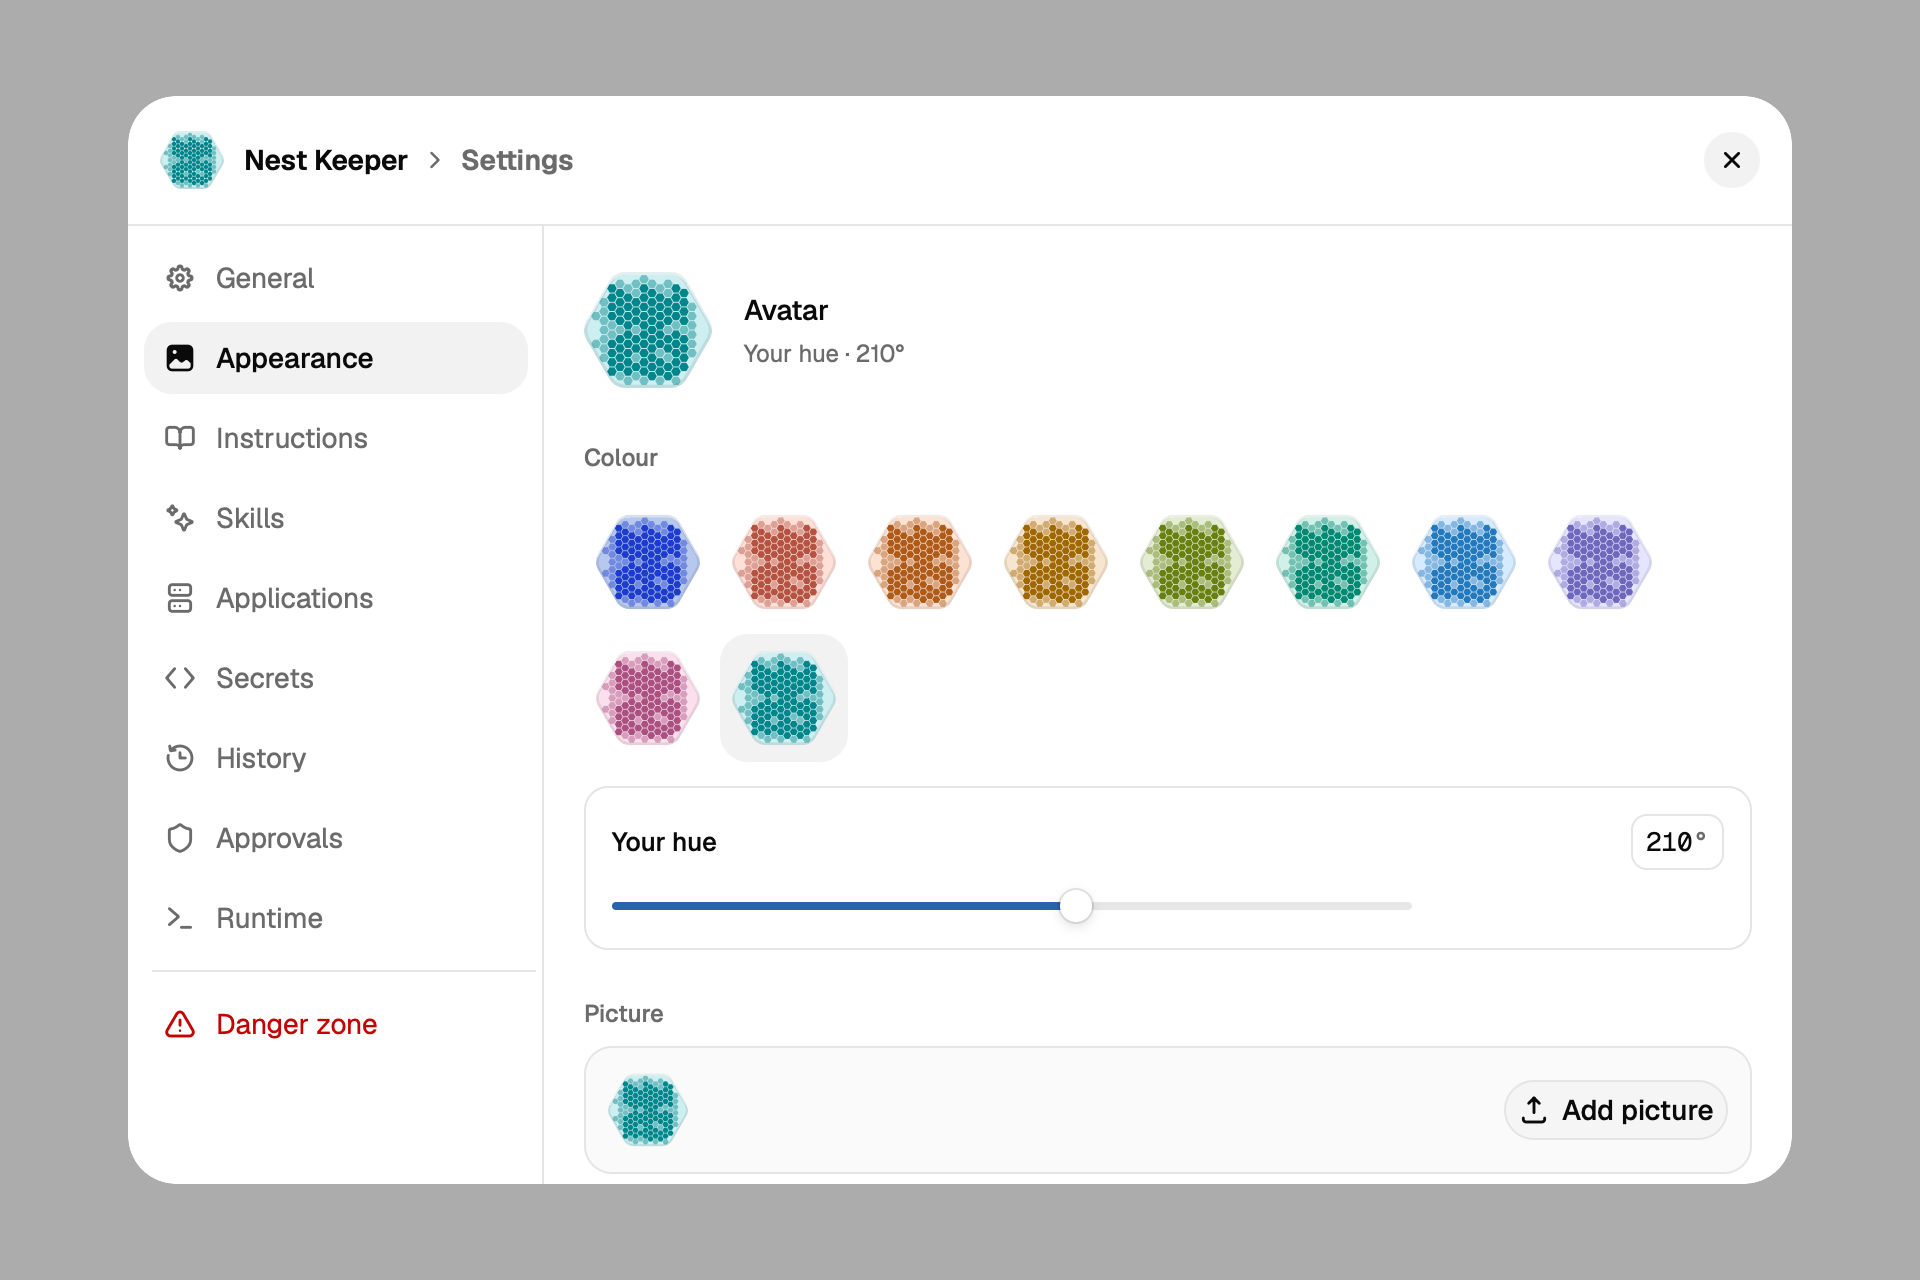 Nest Keeper > Settings
General
Appearance
Instructions
Skills
Applications
Secrets
History
Approvals
Runtime
Danger zone
Avatar
Your hue · 210°
Colour
Your hue
210°
Picture
Add picture